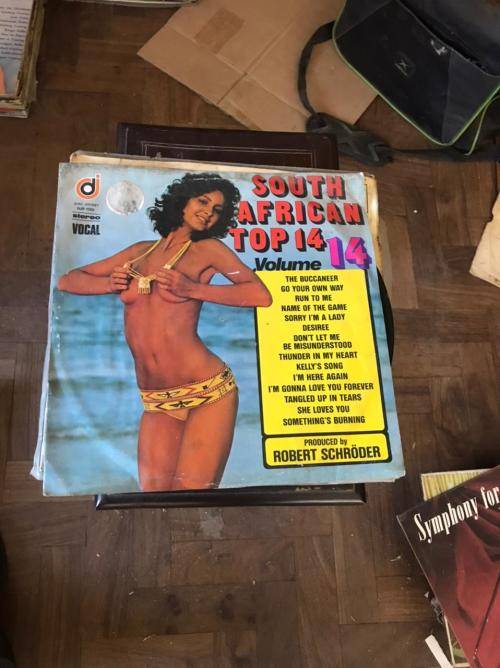 stereo
VOCAL
SOUTH
AFRICAN
TOP 14
Volume 14
THE BUCCANEER
GO YOUR OWN WAY
RUN TO ME
NAME OF THE GAME
SORRY I'M A LADY
DESIREE
DON'T LET ME
BE MISUNDERSTOOD
THUNDER IN MY HEART
KELLY'S SONG
I'M HERE AGAIN
I'M GONNA LOVE YOU FOREVER
TANGLED UP IN TEARS
SHE LOVES YOU
SOMETHING'S BURNING
PRODUCED by
ROBERT SCHRÖDER
Symphony for